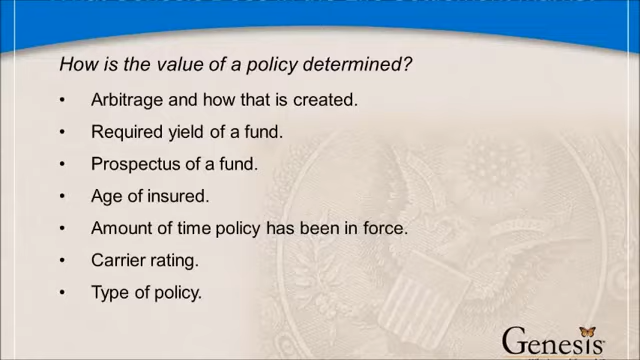 How is the value of a policy determined?
• Arbitrage and how that is created.
• Required yield of a fund.
• Prospectus of a fund.
• Age of insured.
• Amount of time policy has been in force.
• Carrier rating.
• Type of policy.
Genesis